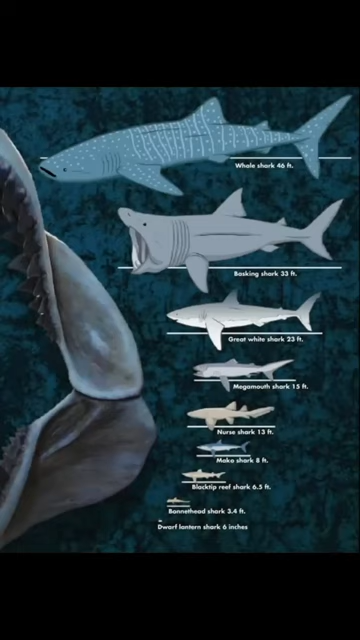 Whale shark 46 ft.
Basking shark 33 ft.
Great white shark 23 ft.
Megamouth shark 15 ft.
Nurse shark 13 ft.
Mako shark 8 ft.
Blacktip reef shark 6.5 ft.
Bonnethead shark 3.4 ft.
Dwarf lantern shark 6 inches